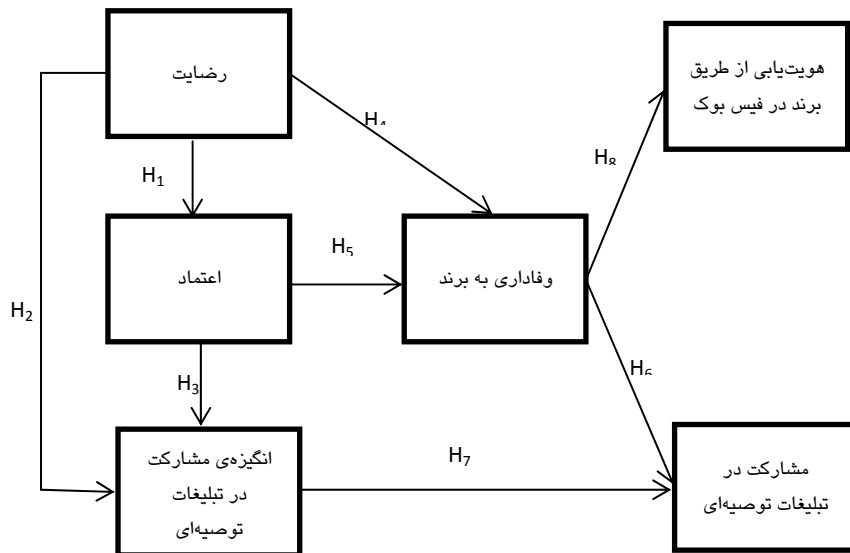 رضایت
هویت‌یابی از طریق
برند در فیس بوک
H4
H8
H1
اعتماد
H5
وفاداری به برند
H2
H3
H6
انگیزه‌ی مشارکت
در تبلیغات
توصیه‌ای
H7
مشارکت در
تبلیغات توصیه‌ای